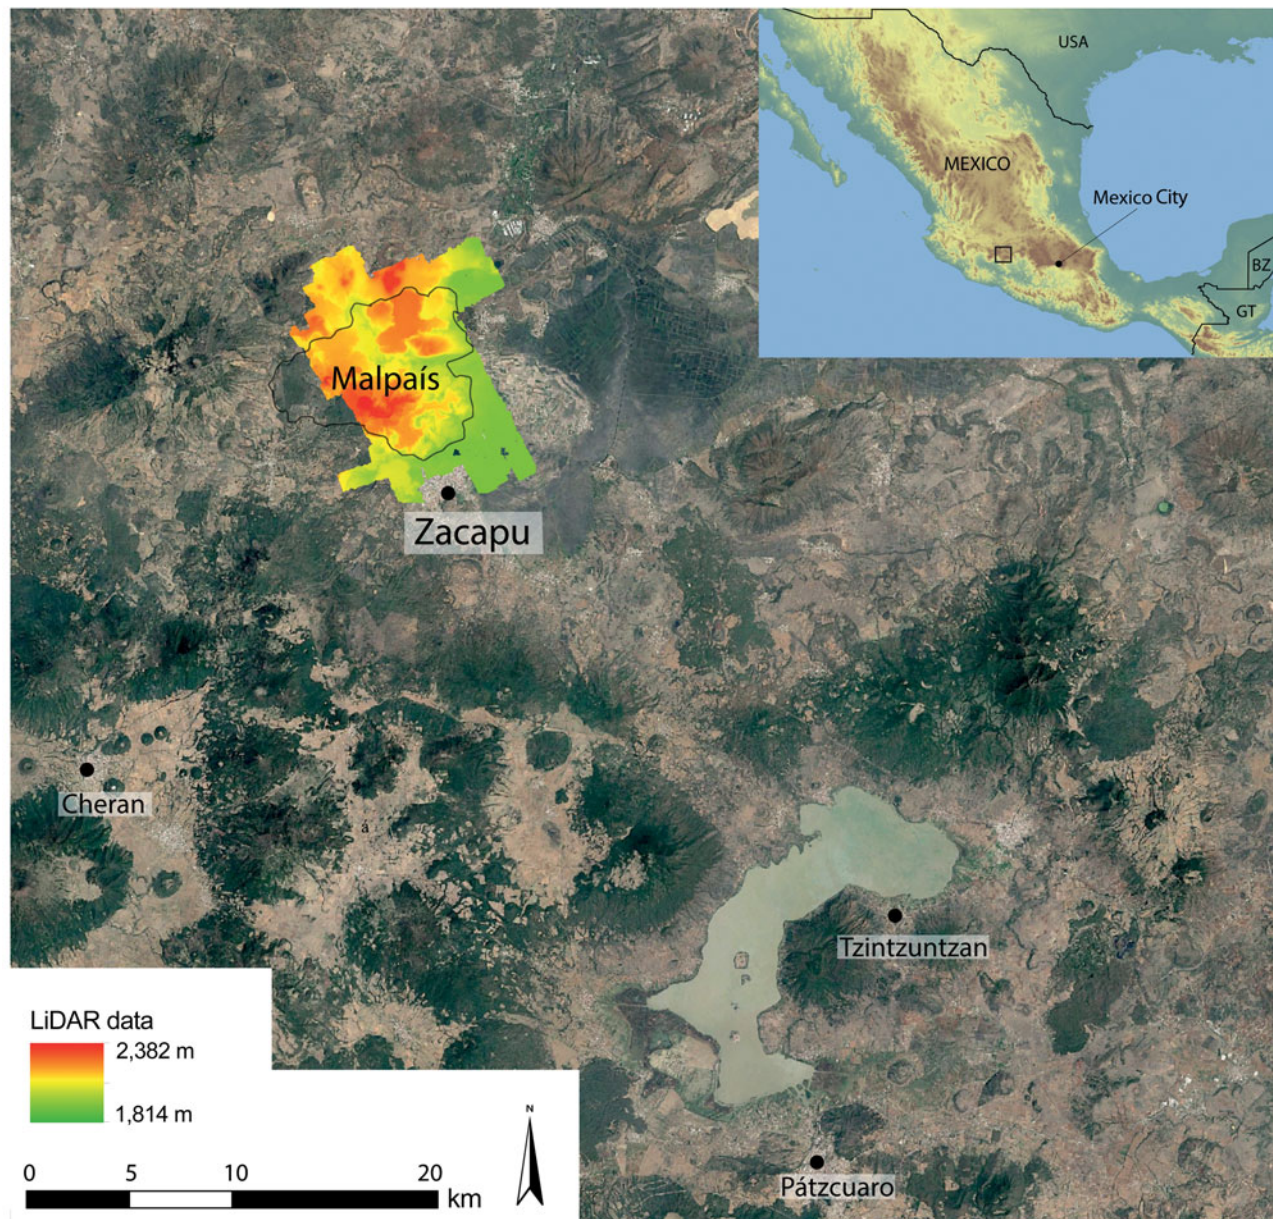 USA
MEXICO
Mexico City
BZ
GT
Malpaís
Zacapu
Cheran
á
Tzintzuntzan
LiDAR data
2,382 m
1,814 m
N
0 5 10 20
km
Pátzcuaro